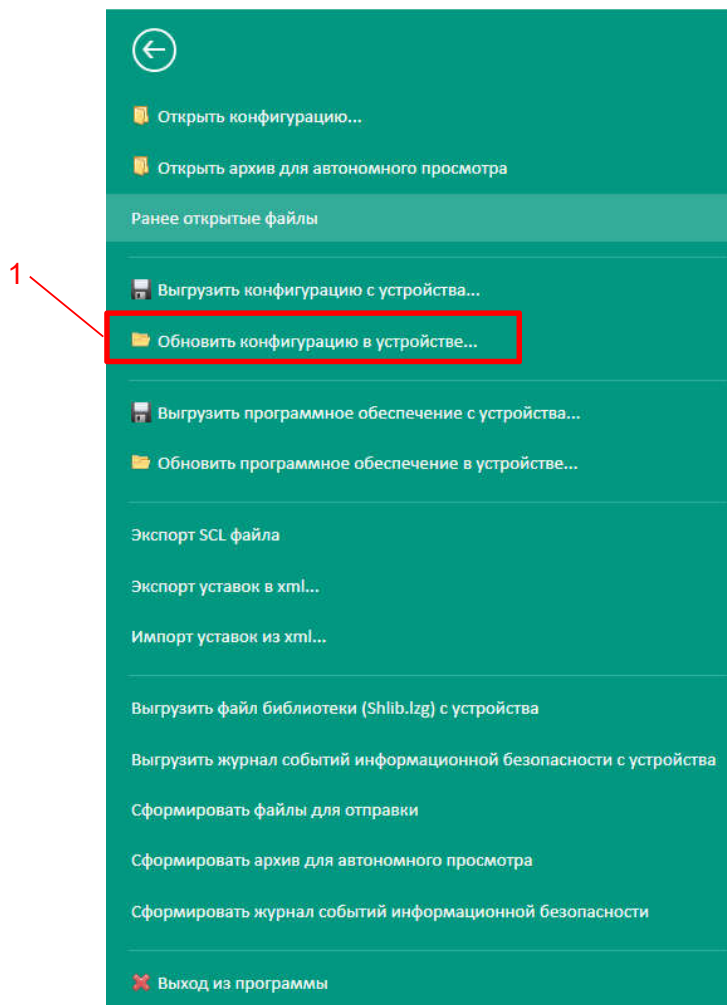 Открыть конфигурацию...
Открыть архив для автономного просмотра
Ранее открытые файлы
1
Выгрузить конфигурацию с устройства...
Обновить конфигурацию в устройстве...
Выгрузить программное обеспечение с устройства...
Обновить программное обеспечение в устройстве...
Экспорт SCL файла
Экспорт уставок в xml...
Импорт уставок из xml...
Выгрузить файл библиотеки (Shlib.lzg) с устройства
Выгрузить журнал событий информационной безопасности с устройства
Сформировать файлы для отправки
Сформировать архив для автономного просмотра
Сформировать журнал событий информационной безопасности
Выход из программы